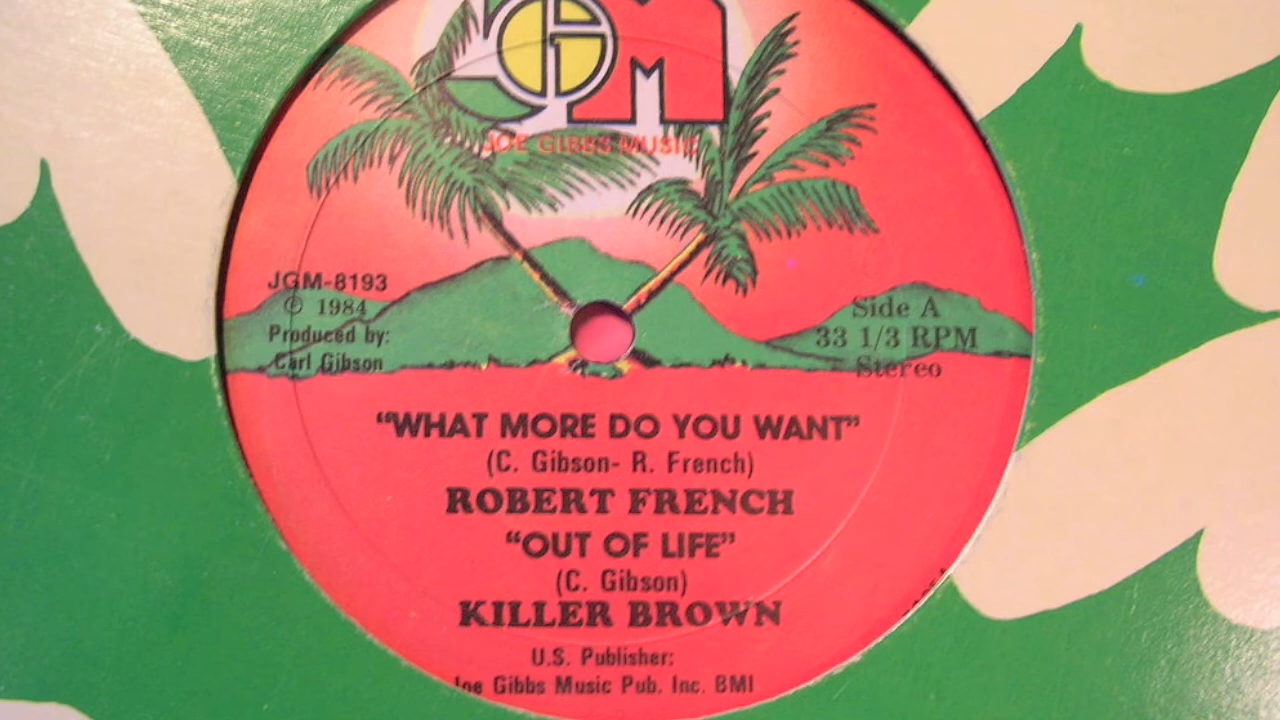 JGM
JOE GIBBS MUSIC
JGM-8193
© 1984
Produced by:
Carl Gibson
Side A
33 1/3 RPM
Stereo
“WHAT MORE DO YOU WANT”
(C. Gibson- R. French)
ROBERT FRENCH
“OUT OF LIFE”
(C. Gibson)
KILLER BROWN
U.S. Publisher:
Joe Gibbs Music Pub. Inc. BMI